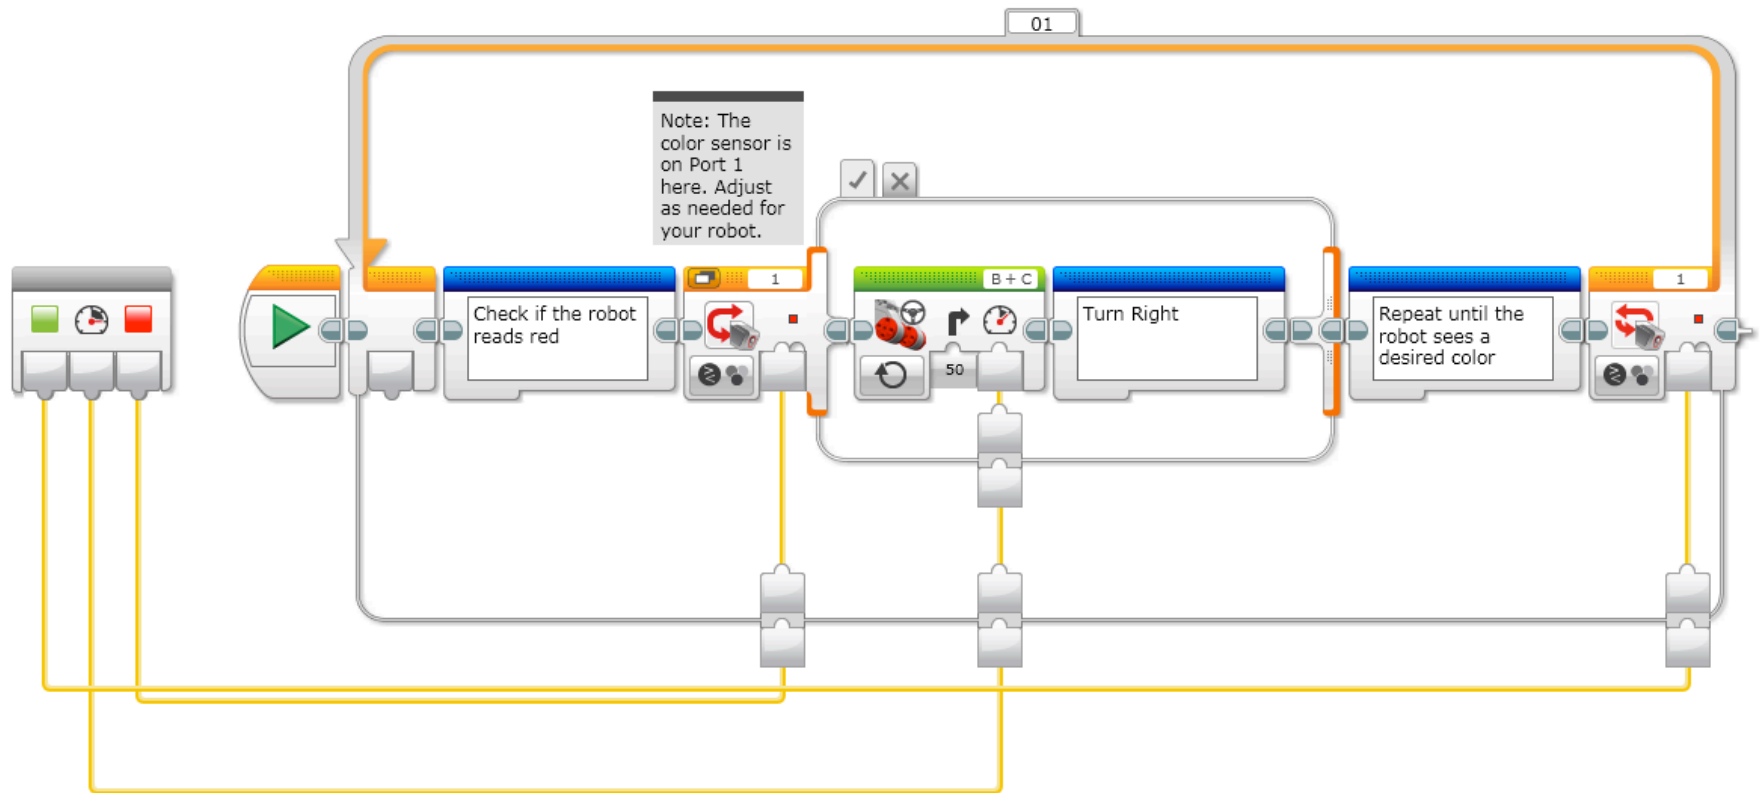 01
Note: The
color sensor is
on Port 1
here. Adjust
as needed for
your robot.
Check if the robot
reads red
1
B + C
50
Turn Right
Repeat until the
robot sees a
desired color
1